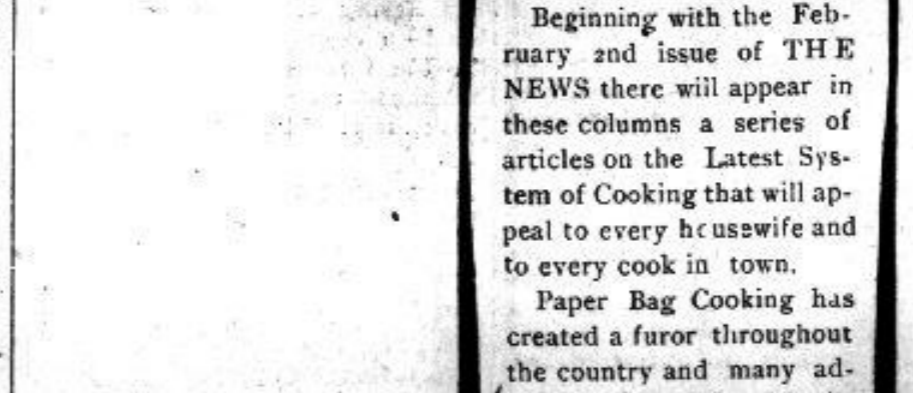 Beginning with the Feb-
ruary 2nd issue of THE
NEWS there will appear in
these columns a series of
articles on the Latest Sys-
tem of Cooking that will ap-
peal to every housewife and
to every cook in town.
Paper Bag Cooking has
created a furor throughout
the country and many ad-